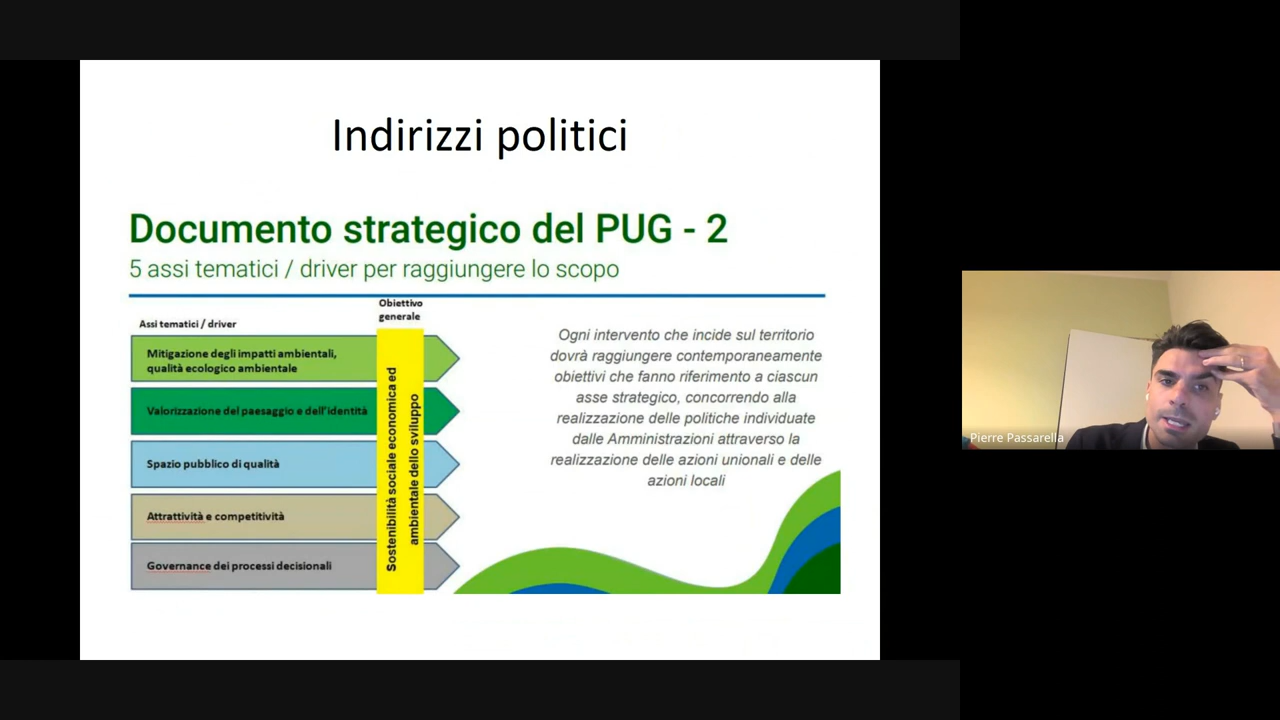 Indirizzi politici
Documento strategico del PUG - 2
5 assi tematici / driver per raggiungere lo scopo
Obiettivo
generale
Assi tematici / driver
Mitigazione degli impatti ambientali,
qualità ecologico ambientale
Valorizzazione del paesaggio e dell'identità
Spazio pubblico di qualità
Attrattività e competitività
Governance dei processi decisionali
Sostenibilità sociale economica ed
ambientale dello sviluppo
Ogni intervento che incide sul territorio
dovrà raggiungere contemporaneamente
obiettivi che fanno riferimento a ciascun
asse strategico, concorrendo alla
realizzazione delle politiche individuate
dalle Amministrazioni attraverso la
realizzazione delle azioni unionali e delle
azioni locali
Pierre Passarella